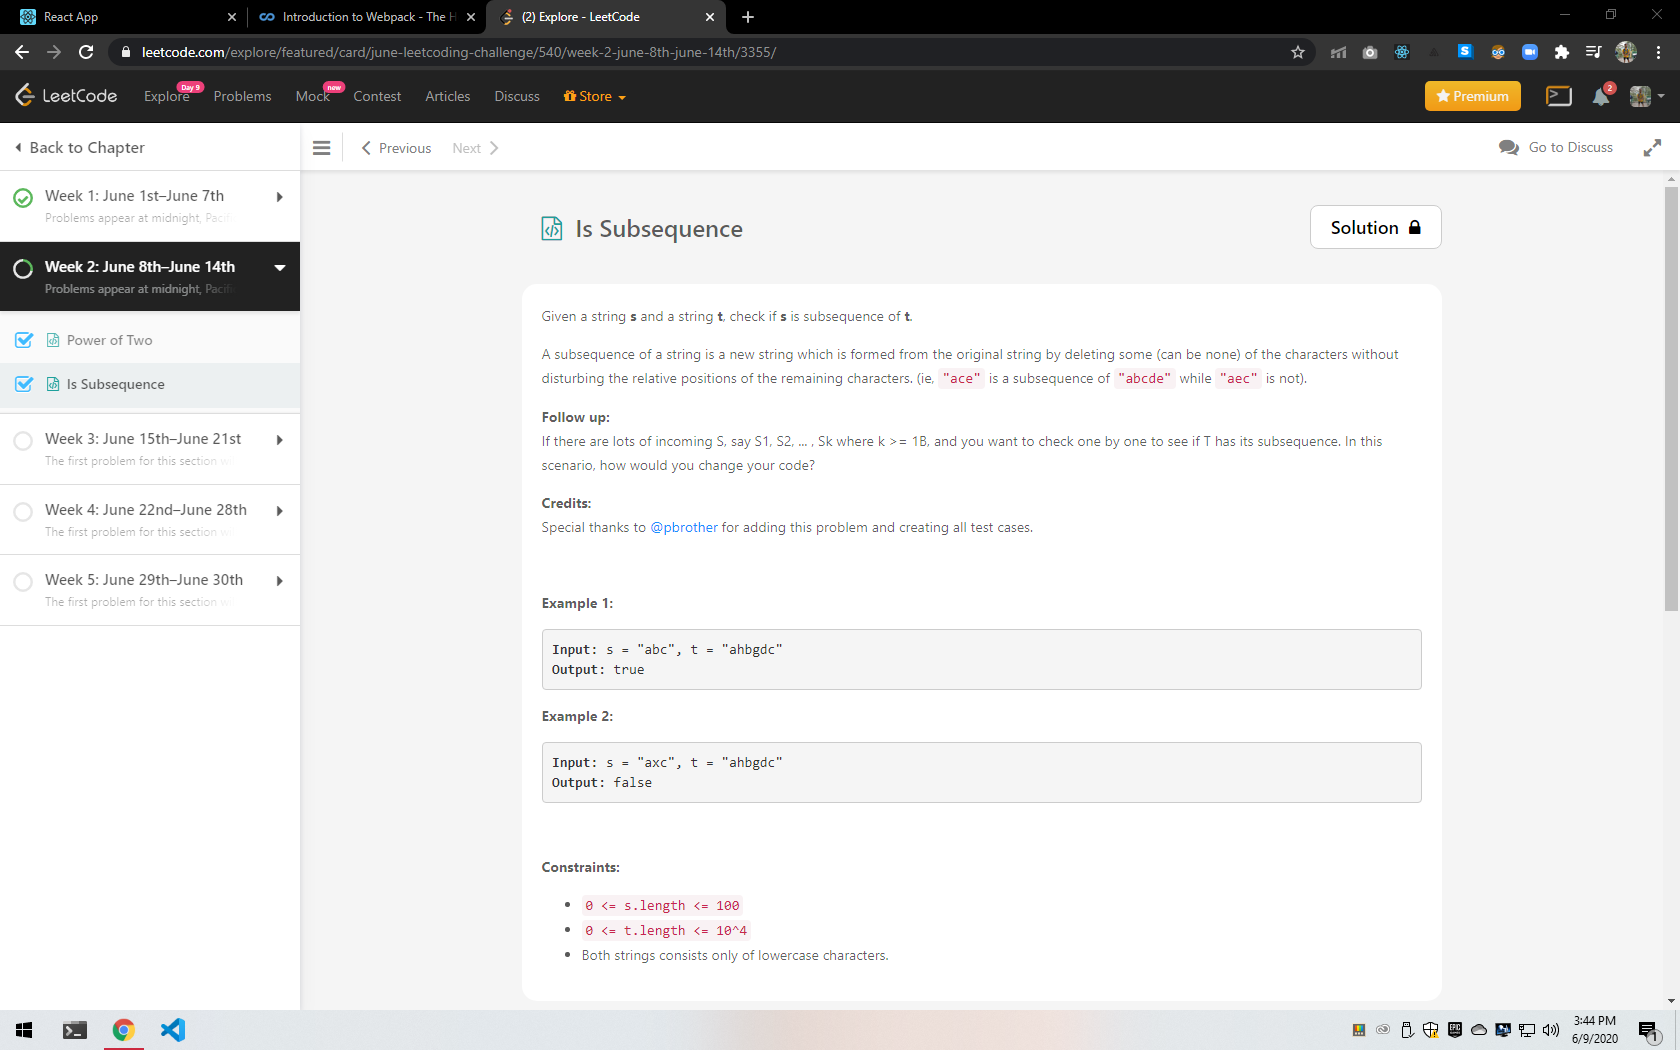 React App
Introduction to Webpack - The H
(2) Explore - LeetCode
leetcode.com/explore/featured/card/june-leetcoding-challenge/540/week-2-june-8th-june-14th/3355/
LeetCode
Explore
Day 9
Problems
Mock
new
Contest
Articles
Discuss
Store
Premium
2
Back to Chapter
Previous
Next
Go to Discuss
Week 1: June 1st–June 7th
Problems appear at midnight, Pacifi
Week 2: June 8th–June 14th
Problems appear at midnight, Pacifi
Power of Two
Is Subsequence
Week 3: June 15th–June 21st
The first problem for this section w
Week 4: June 22nd–June 28th
The first problem for this section w
Week 5: June 29th–June 30th
The first problem for this section w
Is Subsequence
Solution
Given a string s and a string t, check if s is subsequence of t.
A subsequence of a string is a new string which is formed from the original string by deleting some (can be none) of the characters without
disturbing the relative positions of the remaining characters. (ie, "ace" is a subsequence of "abcde" while "aec" is not).
Follow up:
If there are lots of incoming S, say S1, S2, ... , Sk where k >= 1B, and you want to check one by one to see if T has its subsequence. In this
scenario, how would you change your code?
Credits:
Special thanks to @pbrother for adding this problem and creating all test cases.
Example 1:
Input: s = "abc", t = "ahbgdc"
Output: true
Example 2:
Input: s = "axc", t = "ahbgdc"
Output: false
Constraints:
0 <= s.length <= 100
0 <= t.length <= 10^4
Both strings consists only of lowercase characters.
3:44 PM
6/9/2020
1